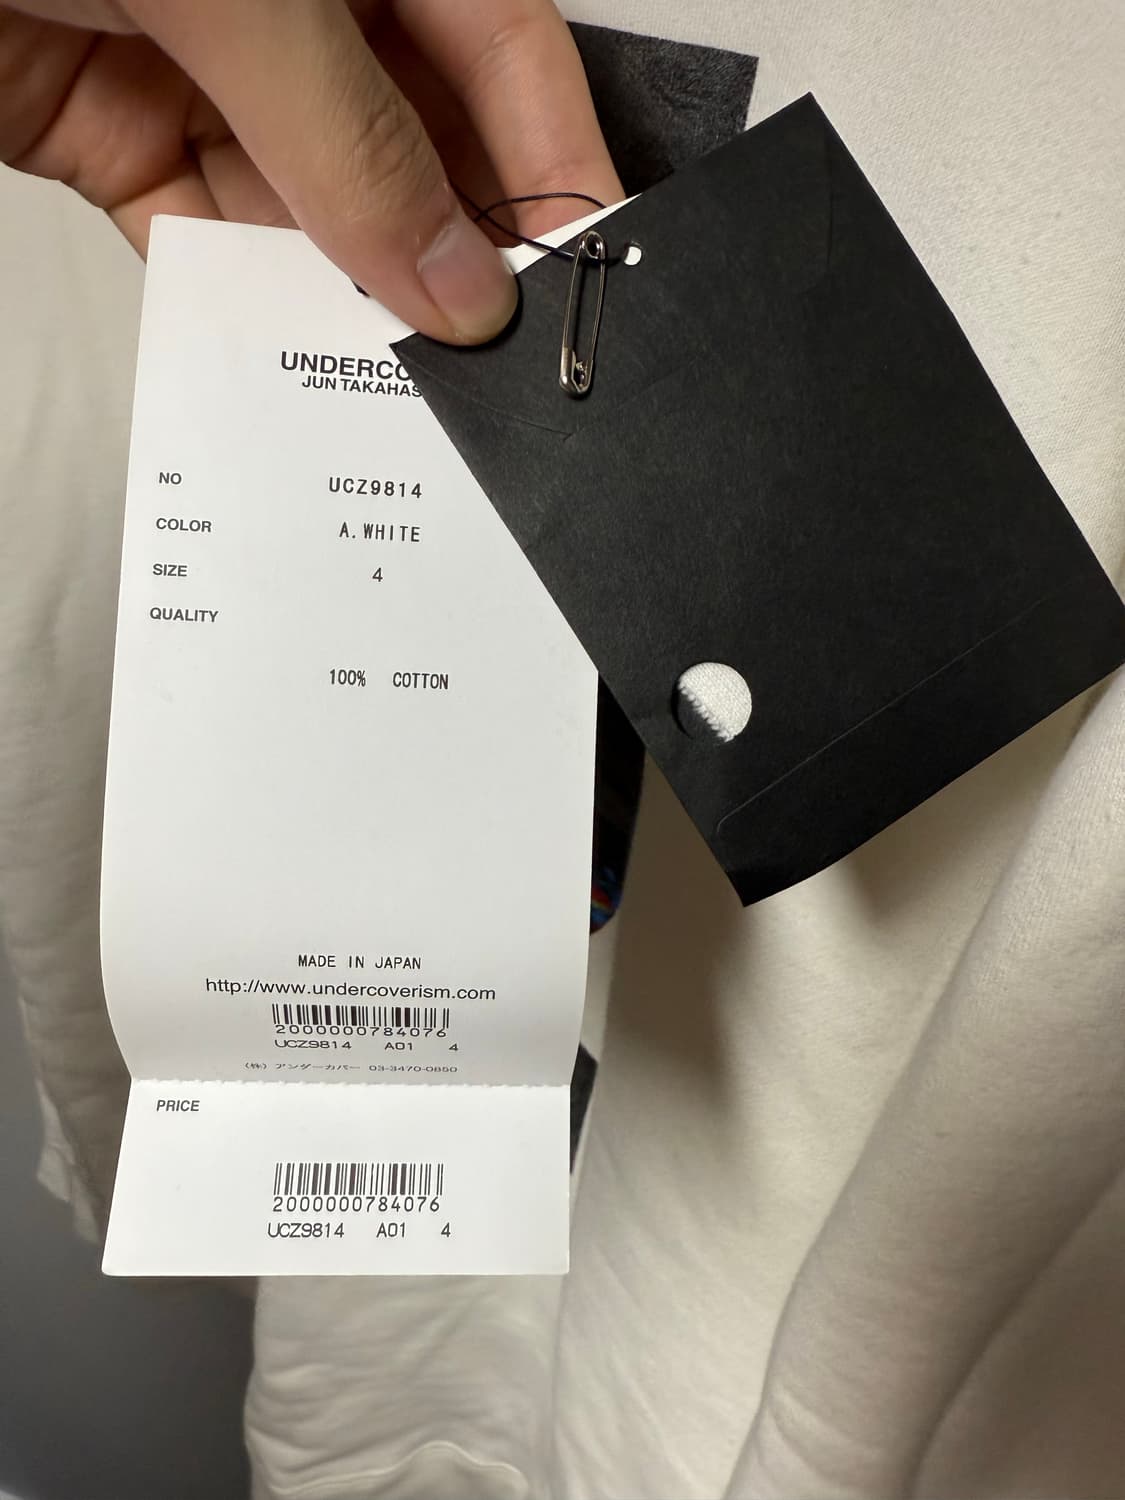 UNDERCO
JUN TAKAHAS
NO UCZ9814
COLOR A.WHITE
SIZE 4
QUALITY
100% COTTON
MADE IN JAPAN
http://www.undercoverism.com
2000000784076
UCZ9814 A01 4
(株) アンダーカバー 03-3470-0850
PRICE
2000000784076
UCZ9814 A01 4